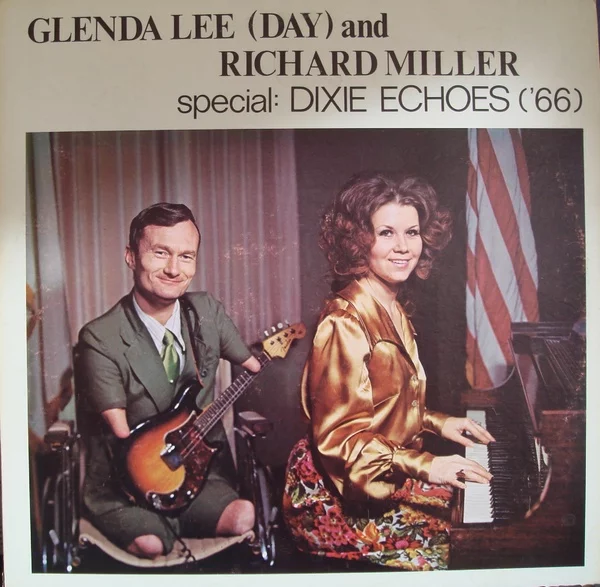 GLENDA LEE (DAY) and
RICHARD MILLER
special: DIXIE ECHOES ('66)